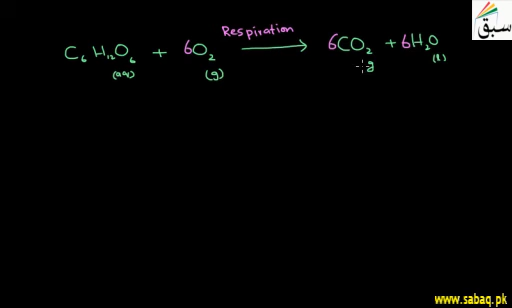 سبق
Respiration
C₆H₁₂O₆ + 6O₂ ⟶ 6CO₂ + 6H₂O
(aq) (g) g (l)
www.sabaq.pk